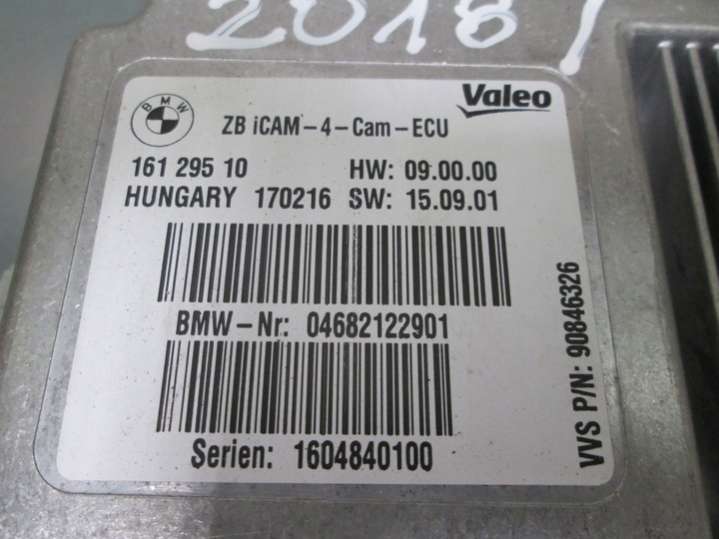 2018/
BMW
Valeo
ZB iCAM-4-Cam-ECU
161 295 10 HW: 09.00.00
HUNGARY 170216 SW: 15.09.01
BMW-Nr: 04682122901
Serien: 1604840100
VVS P/N: 90846326